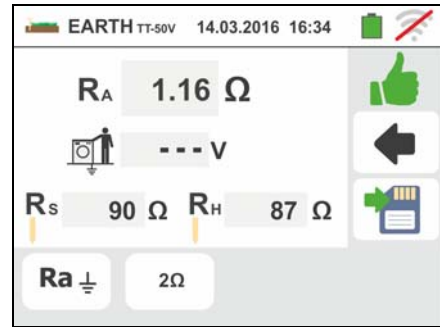 EARTH TT-50V 14.03.2016 16:34
RA 1.16 Ω
- - - V
RS 90 Ω RH 87 Ω
Ra 2Ω